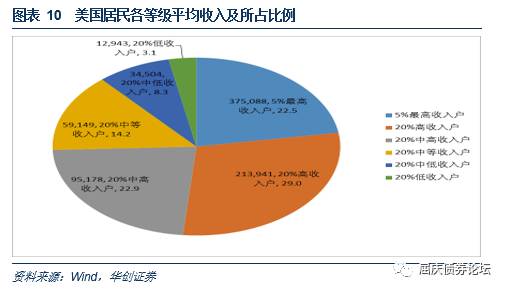 图表 10 美国居民各等级平均收入及所占比例
12,943, 20%低收
入户, 3.1
34,504,
20%中低收
入户, 8.3
375,088, 5%最高
收入户, 22.5
59,149, 20%中等
收入户, 14.2
95,178, 20%中高
收入户, 22.9
213,941, 20%高收
入户, 29.0
5%最高收入户
20%高收入户
20%中高收入户
20%中等收入户
20%中低收入户
20%低收入户
资料来源：Wind，华创证券
屈庆债券论坛